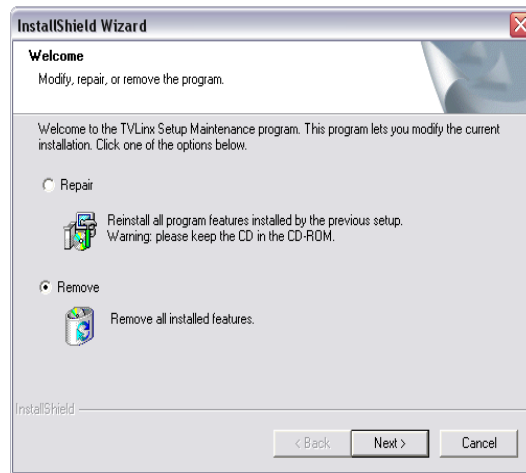 InstallShield Wizard
Welcome
Modify, repair, or remove the program.
Welcome to the TVLinx Setup Maintenance program. This program lets you modify the current
installation. Click one of the options below.
Repair
Reinstall all program features installed by the previous setup.
Warning: please keep the CD in the CD-ROM.
Remove
Remove all installed features.
InstallShield
< Back Next > Cancel